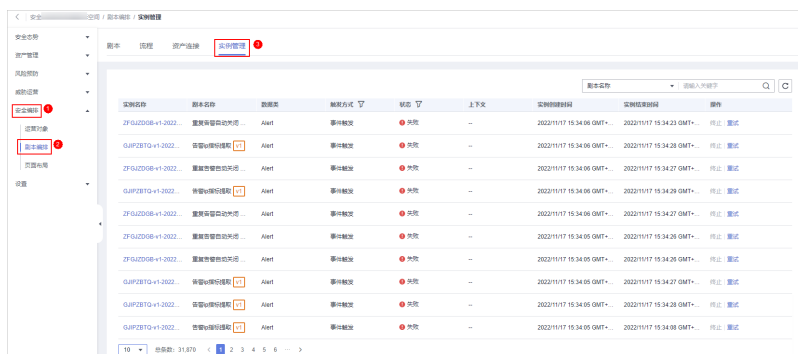 安全 空间 / 剧本编排 / 实例管理
安全态势
资产管理
风险预防
威胁运营
安全编排 1
运营对象
剧本编排 2
页面布局
设置
剧本 流程 资产连接 实例管理 3
剧本名称 请输入关键字
实例名称 剧本名称 数据类 触发方式 状态 上下文 实例创建时间 实例结束时间 操作
ZFGJZDGB-v1-2022... 重复告警自动关闭... Alert 事件触发 失败 -- 2022/11/17 15:34:06 GMT+... 2022/11/17 15:34:23 GMT+... 终止 重试
GJIPZBTQ-v1-2022... 告警ip指标提取 v1 Alert 事件触发 失败 -- 2022/11/17 15:34:06 GMT+... 2022/11/17 15:34:28 GMT+... 终止 重试
ZFGJZDGB-v1-2022... 重复告警自动关闭... Alert 事件触发 失败 -- 2022/11/17 15:34:06 GMT+... 2022/11/17 15:34:27 GMT+... 终止 重试
GJIPZBTQ-v1-2022... 告警ip指标提取 v1 Alert 事件触发 失败 -- 2022/11/17 15:34:06 GMT+... 2022/11/17 15:34:29 GMT+... 终止 重试
ZFGJZDGB-v1-2022... 重复告警自动关闭... Alert 事件触发 失败 -- 2022/11/17 15:34:06 GMT+... 2022/11/17 15:34:27 GMT+... 终止 重试
ZFGJZDGB-v1-2022... 重复告警自动关闭... Alert 事件触发 失败 -- 2022/11/17 15:34:05 GMT+... 2022/11/17 15:34:26 GMT+... 终止 重试
ZFGJZDGB-v1-2022... 重复告警自动关闭... Alert 事件触发 失败 -- 2022/11/17 15:34:05 GMT+... 2022/11/17 15:34:26 GMT+... 终止 重试
GJIPZBTQ-v1-2022... 告警ip指标提取 v1 Alert 事件触发 失败 -- 2022/11/17 15:34:05 GMT+... 2022/11/17 15:34:27 GMT+... 终止 重试
GJIPZBTQ-v1-2022... 告警ip指标提取 v1 Alert 事件触发 失败 -- 2022/11/17 15:34:05 GMT+... 2022/11/17 15:34:28 GMT+... 终止 重试
GJIPZBTQ-v1-2022... 告警ip指标提取 v1 Alert 事件触发 失败 -- 2022/11/17 15:34:05 GMT+... 2022/11/17 15:34:08 GMT+... 终止 重试
10 总条数: 31,870 < 1 2 3 4 5 6 ... >